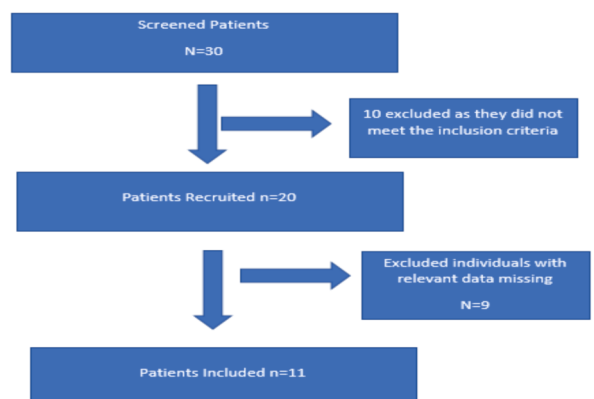 Screened Patients
N=30
10 excluded as they did not
meet the inclusion criteria
Patients Recruited n=20
Excluded individuals with
relevant data missing
N=9
Patients Included n=11